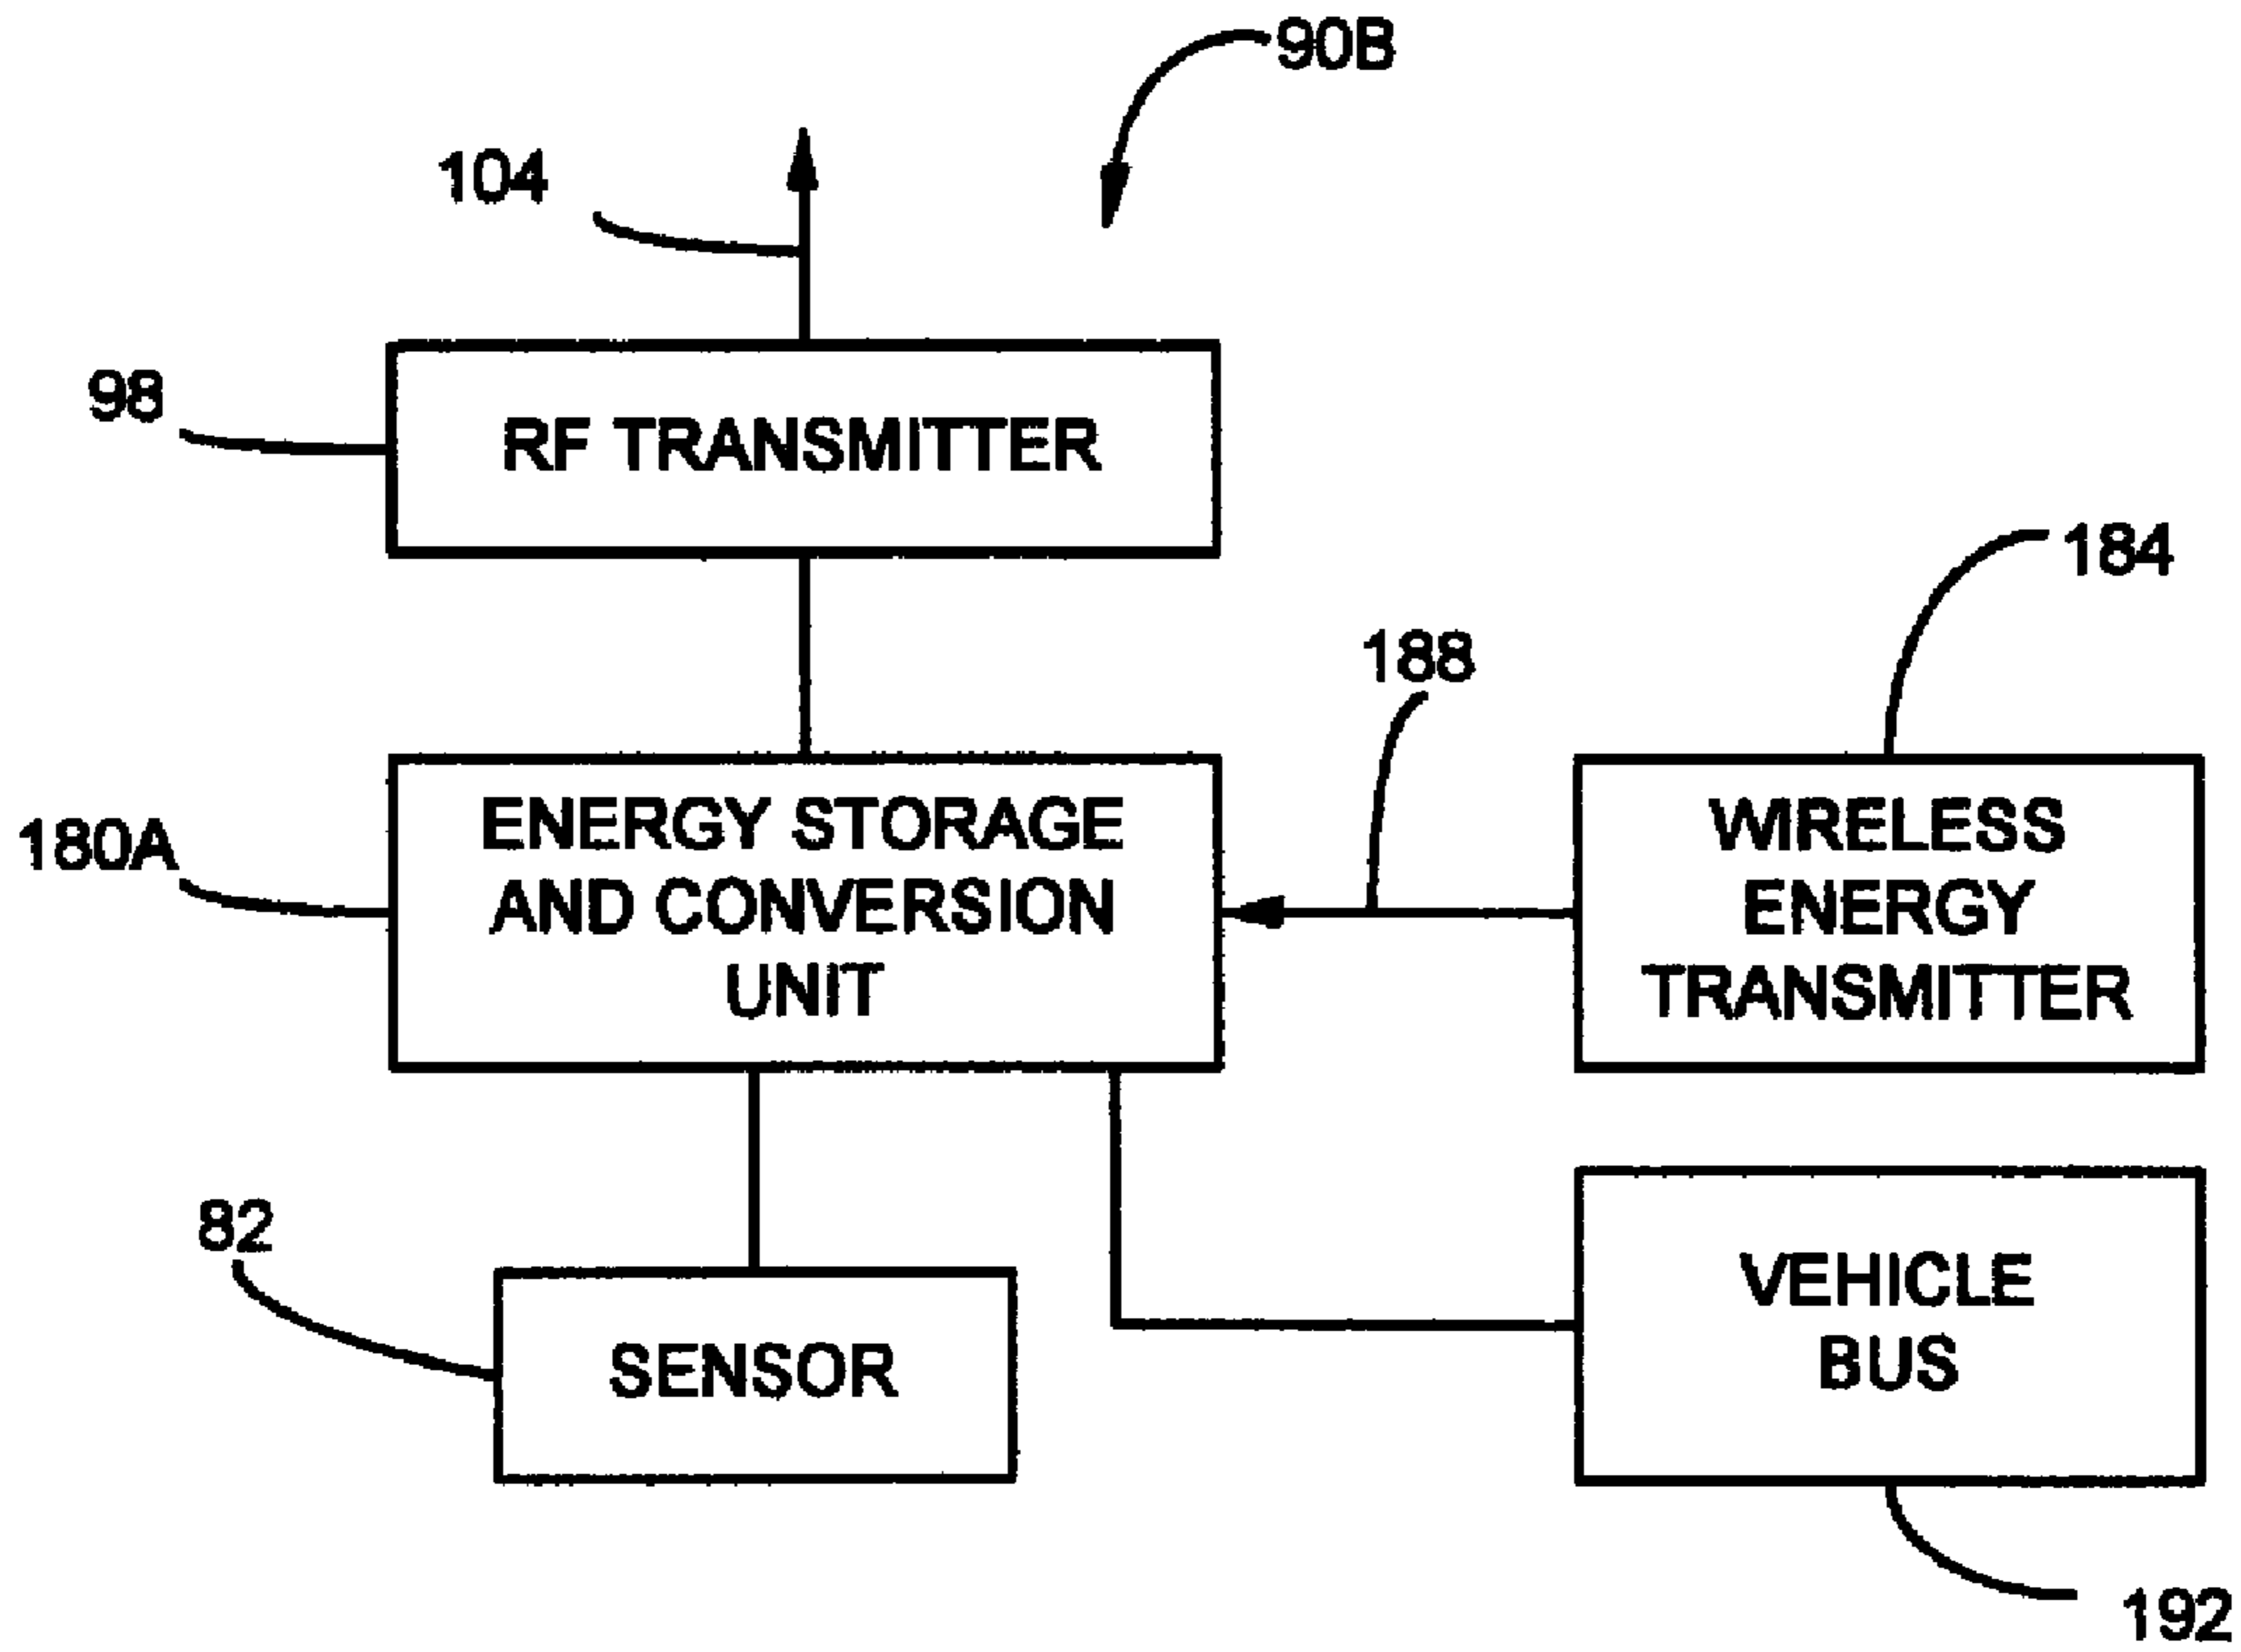 90B
104
98
RF TRANSMITTER
184
188
180A
ENERGY STORAGE
AND CONVERSION
UNIT
WIRELESS
ENERGY
TRANSMITTER
82
SENSOR
VEHICLE
BUS
192